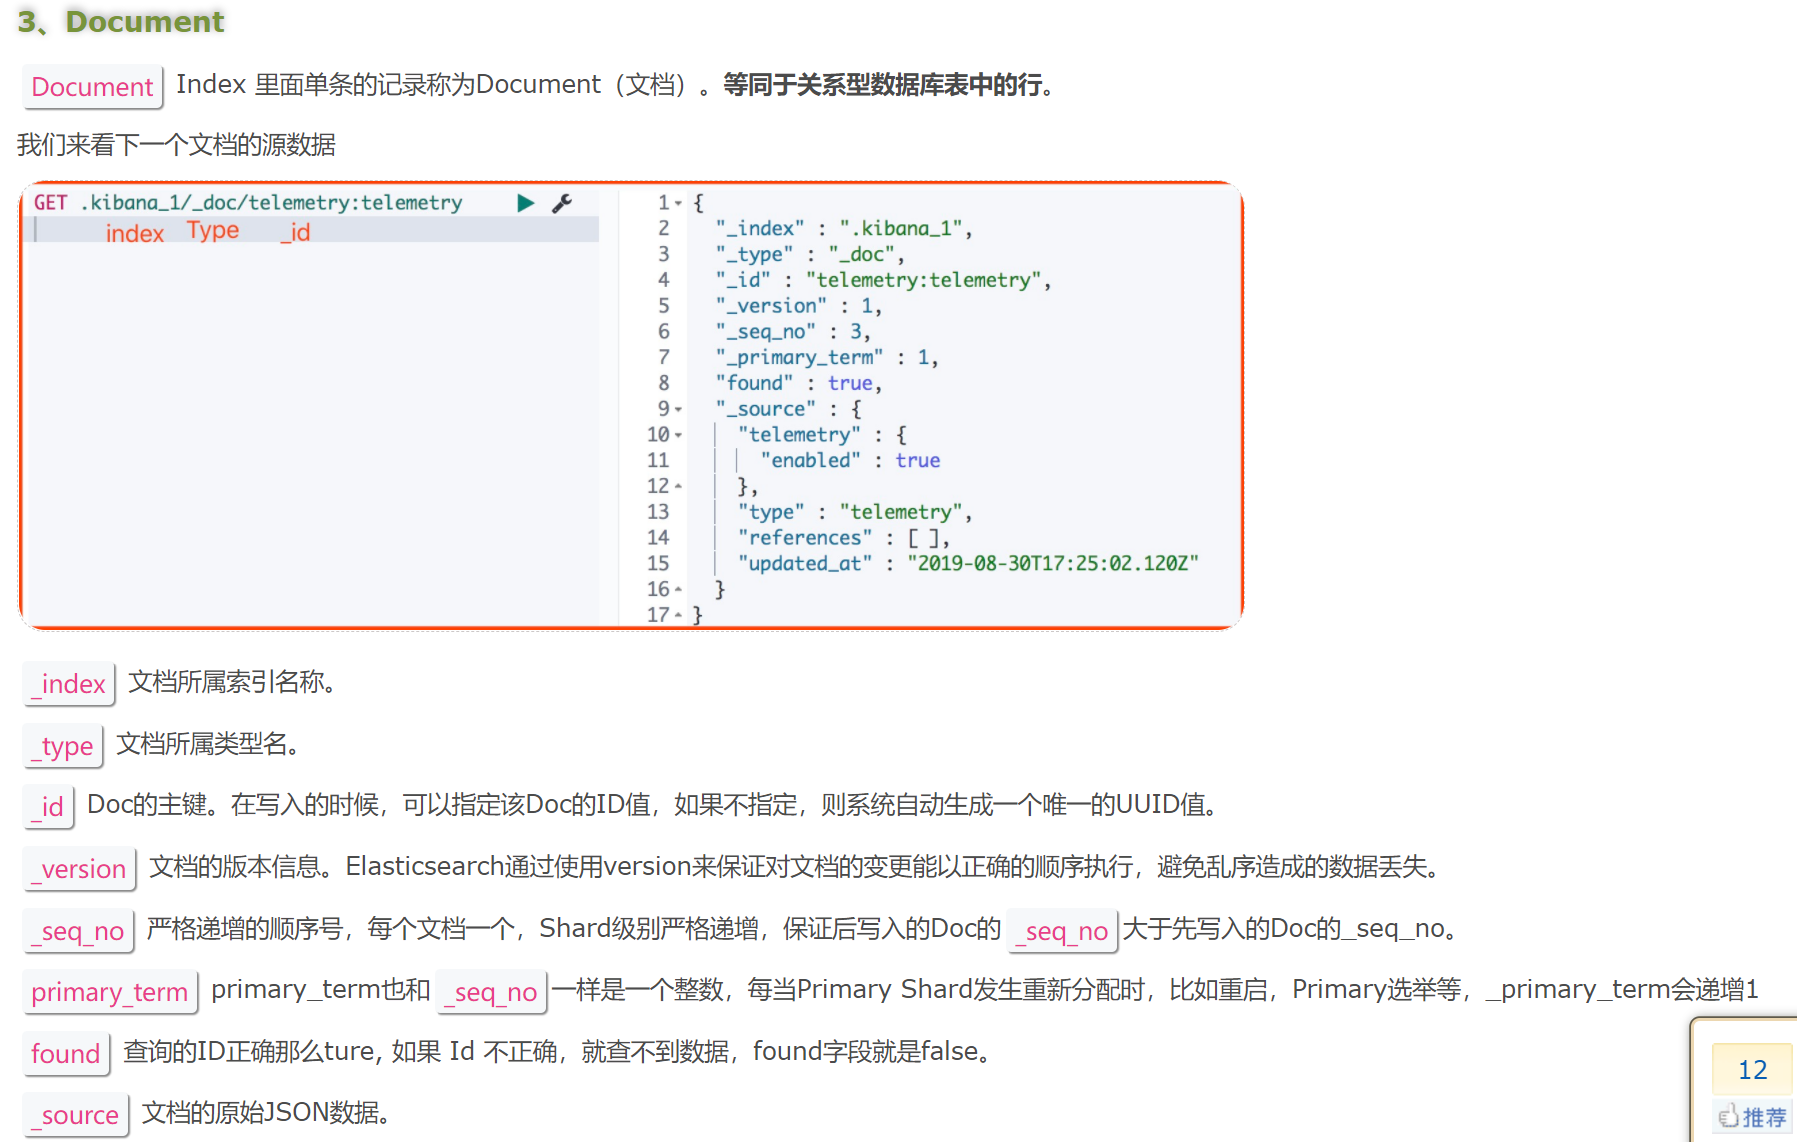 3、Document
Document Index 里面单条的记录称为Document（文档）。等同于关系型数据库表中的行。
我们来看下一个文档的源数据
GET .kibana_1/_doc/telemetry:telemetry
index Type _id
1 {
2 "_index" : ".kibana_1",
3 "_type" : "_doc",
4 "_id" : "telemetry:telemetry",
5 "_version" : 1,
6 "_seq_no" : 3,
7 "_primary_term" : 1,
8 "found" : true,
9 "_source" : {
10 "telemetry" : {
11 "enabled" : true
12 },
13 "type" : "telemetry",
14 "references" : [ ],
15 "updated_at" : "2019-08-30T17:25:02.120Z"
16 }
17 }
_index 文档所属索引名称。
_type 文档所属类型名。
_id Doc的主键。在写入的时候，可以指定该Doc的ID值，如果不指定，则系统自动生成一个唯一的UUID值。
_version 文档的版本信息。Elasticsearch通过使用version来保证对文档的变更能以正确的顺序执行，避免乱序造成的数据丢失。
_seq_no 严格递增的顺序号，每个文档一个，Shard级别严格递增，保证后写入的Doc的 _seq_no 大于先写入的Doc的_seq_no。
primary_term primary_term也和 _seq_no 一样是一个整数，每当Primary Shard发生重新分配时，比如重启，Primary选举等，_primary_term会递增1
found 查询的ID正确那么ture, 如果 Id 不正确，就查不到数据，found字段就是false。
_source 文档的原始JSON数据。
12
推荐